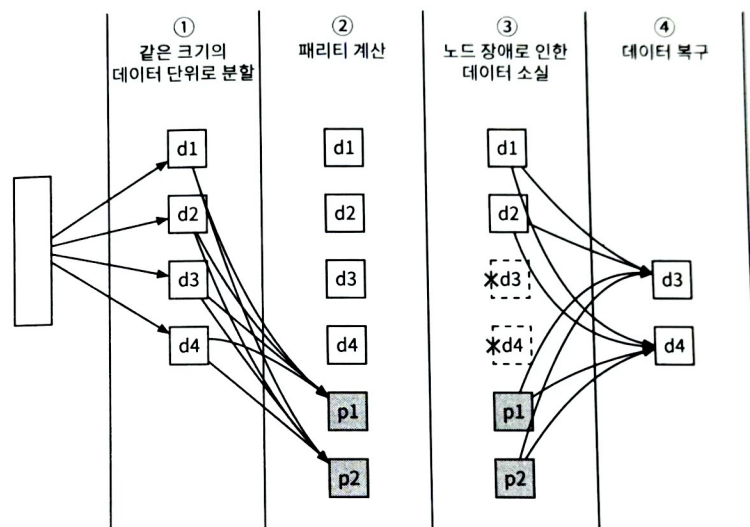 ①
같은 크기의
데이터 단위로 분할
②
패리티 계산
③
노드 장애로 인한
데이터 소실
④
데이터 복구
d1
d2
d3
d4
d1
d2
d3
d4
p1
p2
d1
d2
d3
d4
p1
p2
d3
d4